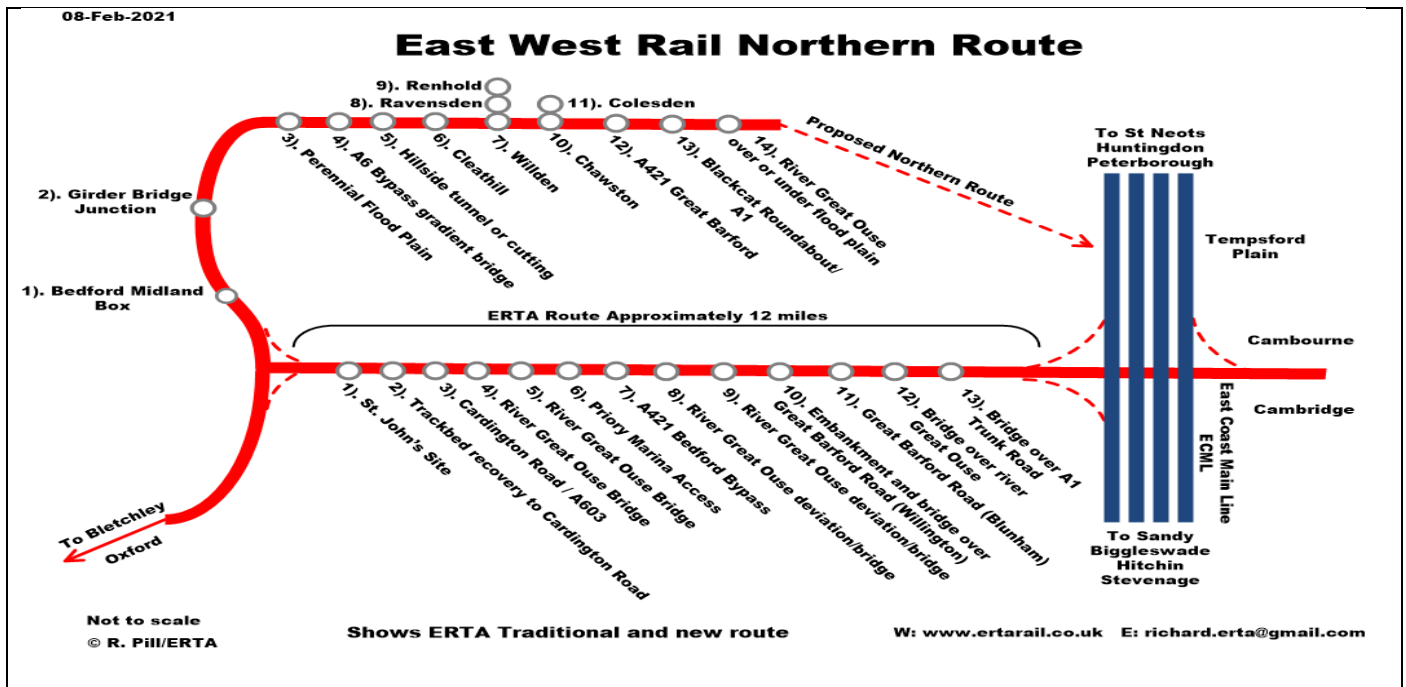 08-Feb-2021
East West Rail Northern Route
9). Renhold
8). Ravensden
11). Colesden
3). Perennial Flood Plain
4). A6 Bypass gradient bridge
5). Hillside tunnel or cutting
6). Cleathill
7). Willden
10). Chawston
12). A421 Great Barford
13). Blackcat Roundabout/
A1
14). River Great Ouse
over or under flood plain
Proposed Northern Route
To St Neots
Huntingdon
Peterborough
2). Girder Bridge
Junction
Tempsford
Plain
1). Bedford Midland
Box
ERTA Route Approximately 12 miles
Cambourne
Cambridge
1). St. John's Site
2). Trackbed recovery to Cardington Road
3). Cardington Road / A603
4). River Great Ouse Bridge
5). River Great Ouse Bridge
6). Priory Marina Access
7). A421 Bedford Bypass
8). River Great Ouse deviation/bridge
9). River Great Ouse deviation/bridge
10). Embankment and bridge over
Great Barford Road (Willington)
11). Great Barford Road (Blunham)
12). Bridge over river
Great Ouse
13). Bridge over A1
Trunk Road
East Coast Main Line
ECML
To Bletchley
Oxford
To Sandy
Biggleswade
Hitchin
Stevenage
Not to scale
© R. Pill/ERTA
Shows ERTA Traditional and new route
W: www.ertarail.co.uk E: richard.erta@gmail.com